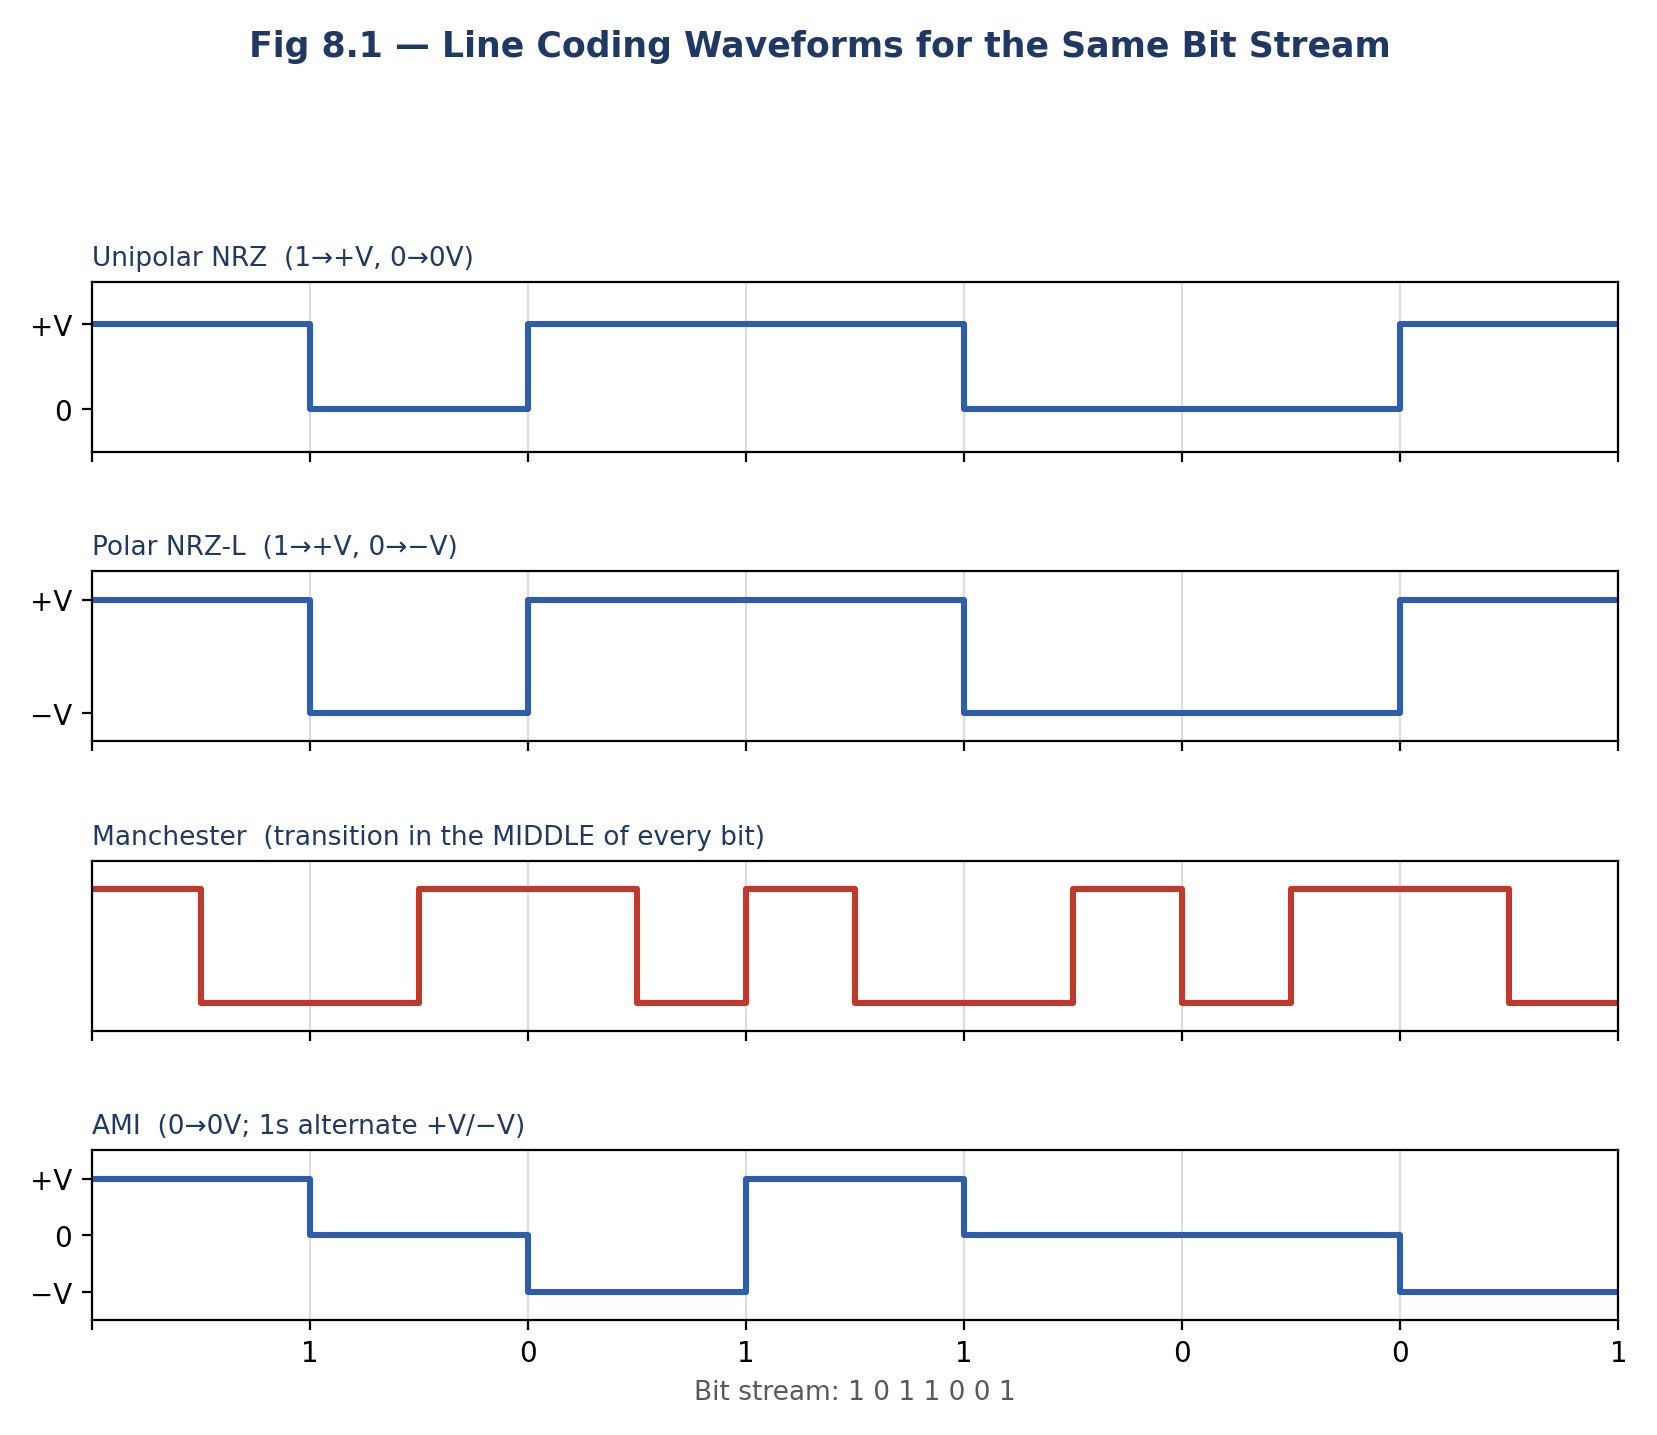 Fig 8.1 — Line Coding Waveforms for the Same Bit Stream
Unipolar NRZ (1→+V, 0→0V)
+V
0
Polar NRZ-L (1→+V, 0→−V)
+V
−V
Manchester (transition in the MIDDLE of every bit)
AMI (0→0V; 1s alternate +V/−V)
+V
0
−V
1 0 1 1 0 0 1
Bit stream: 1 0 1 1 0 0 1